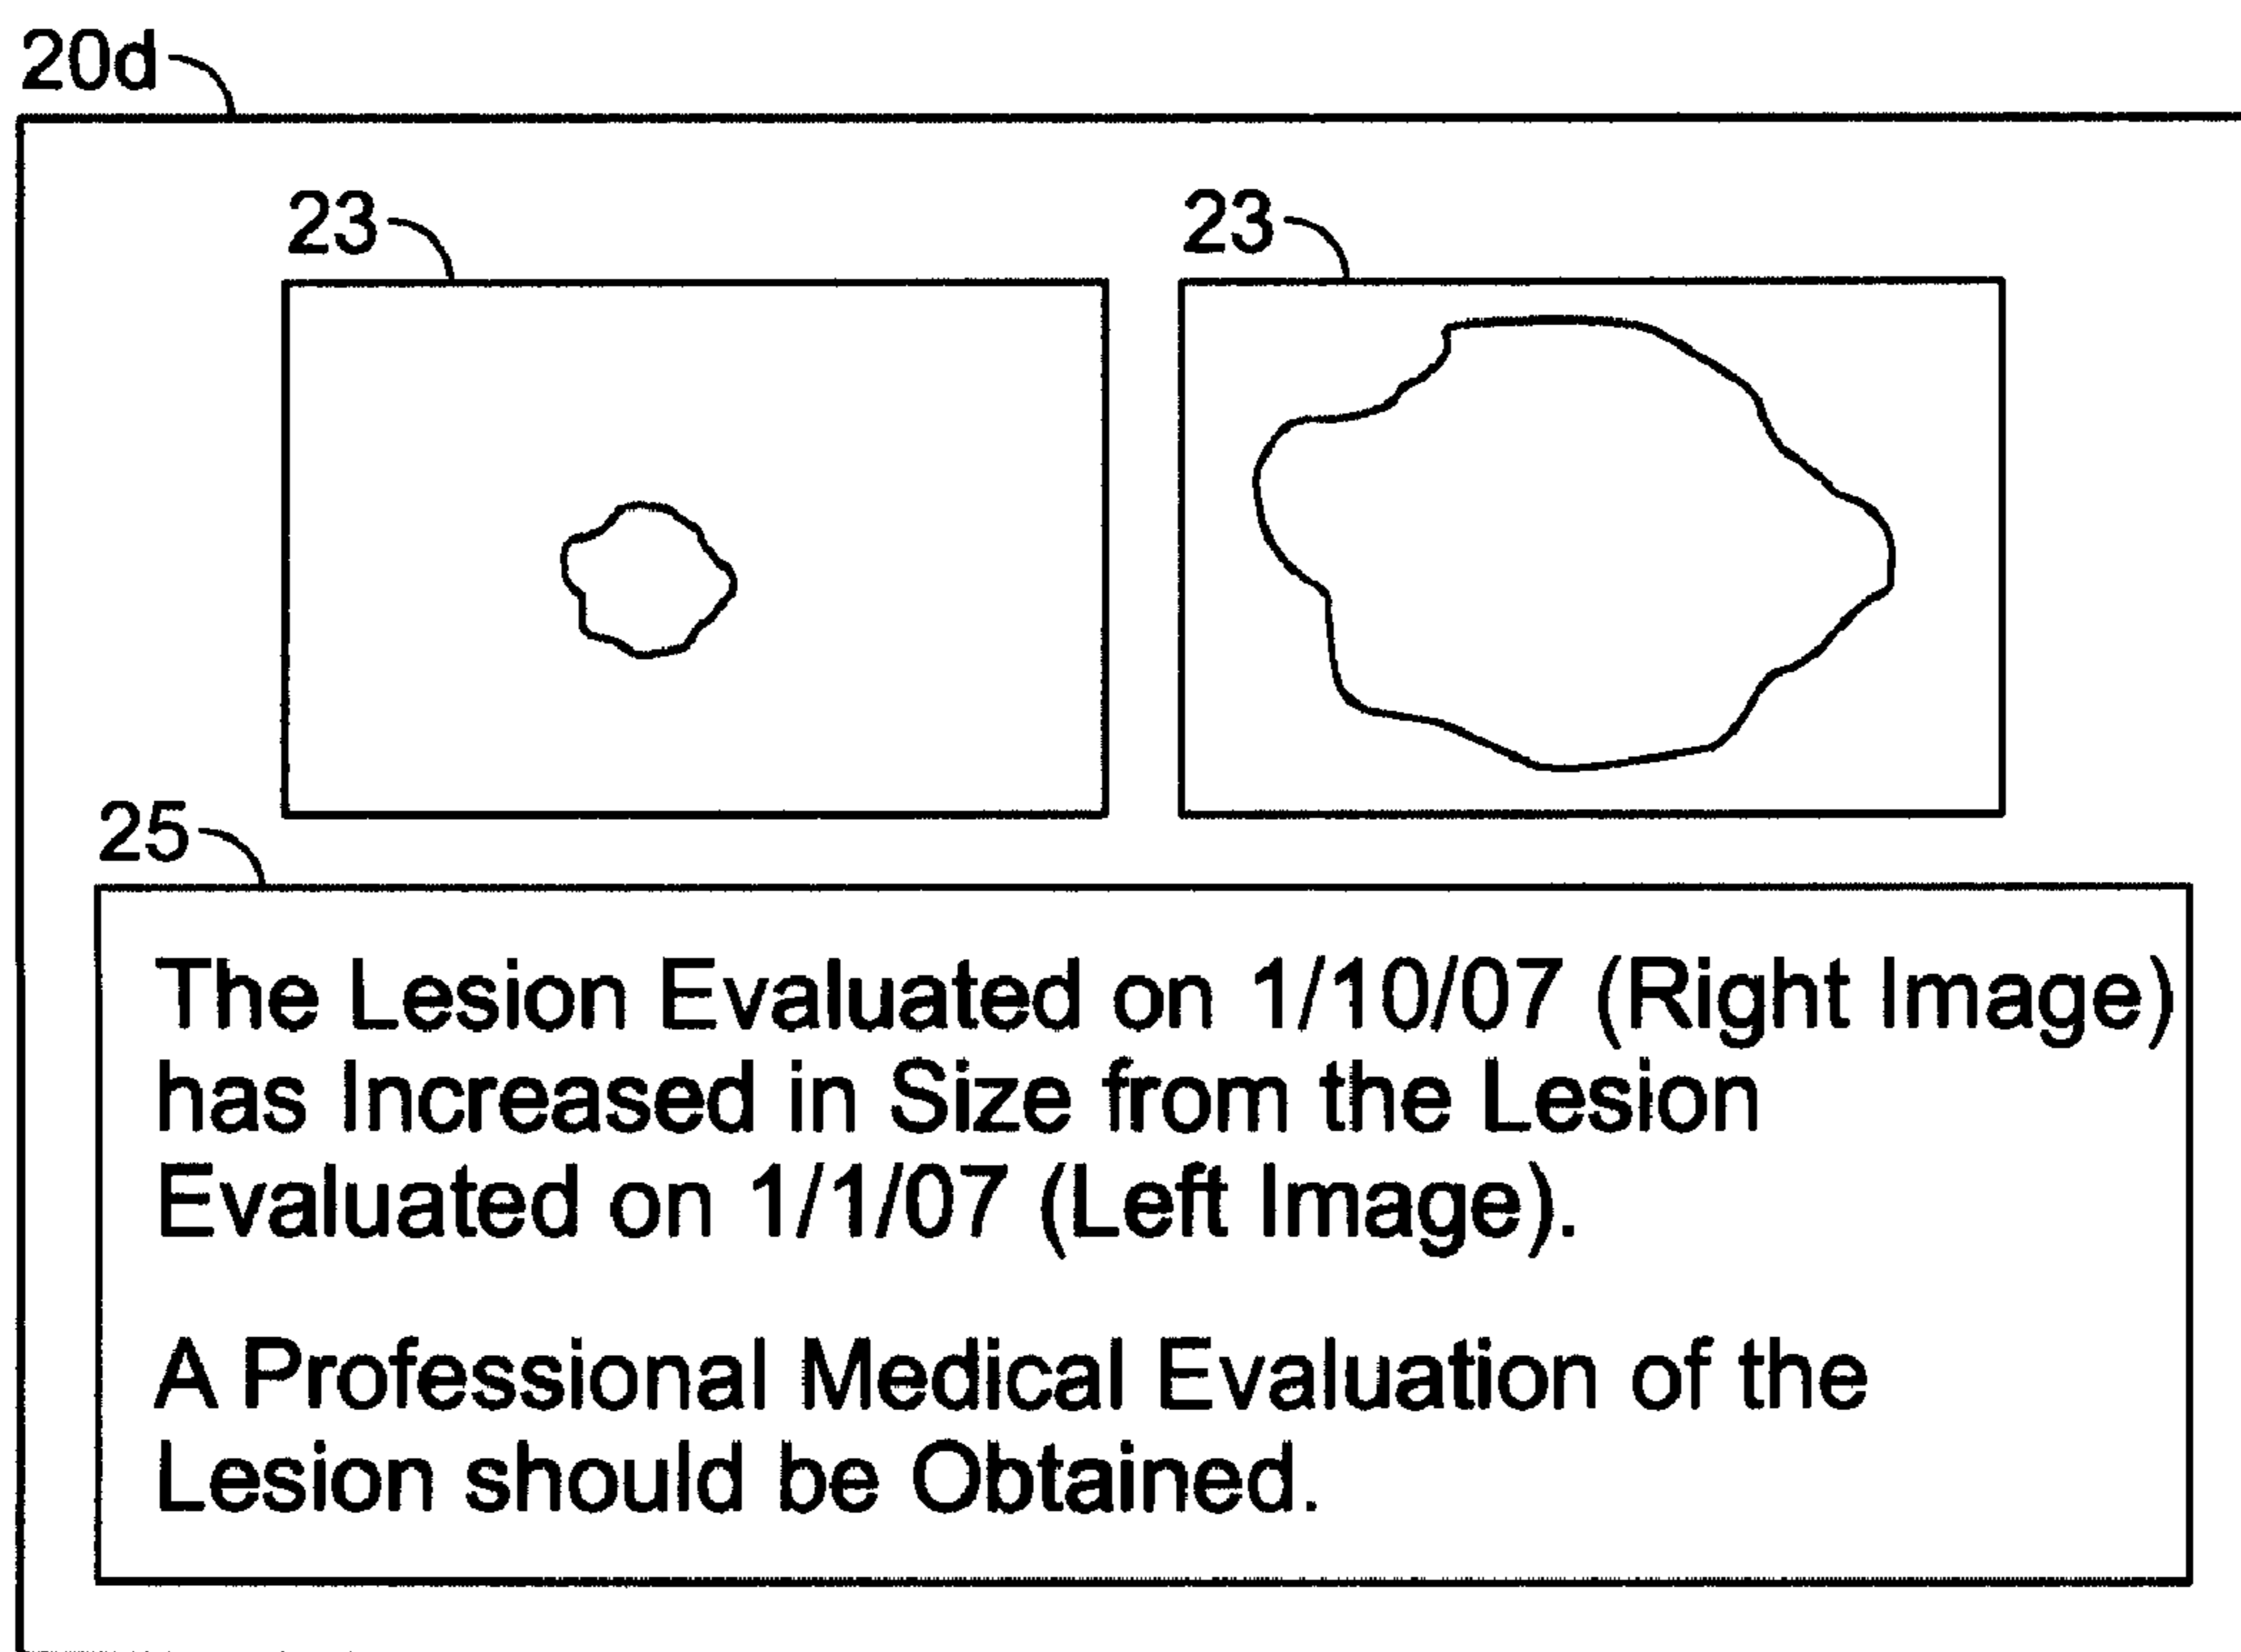 20d
23
23
25
The Lesion Evaluated on 1/10/07 (Right Image)
has Increased in Size from the Lesion
Evaluated on 1/1/07 (Left Image).
A Professional Medical Evaluation of the
Lesion should be Obtained.